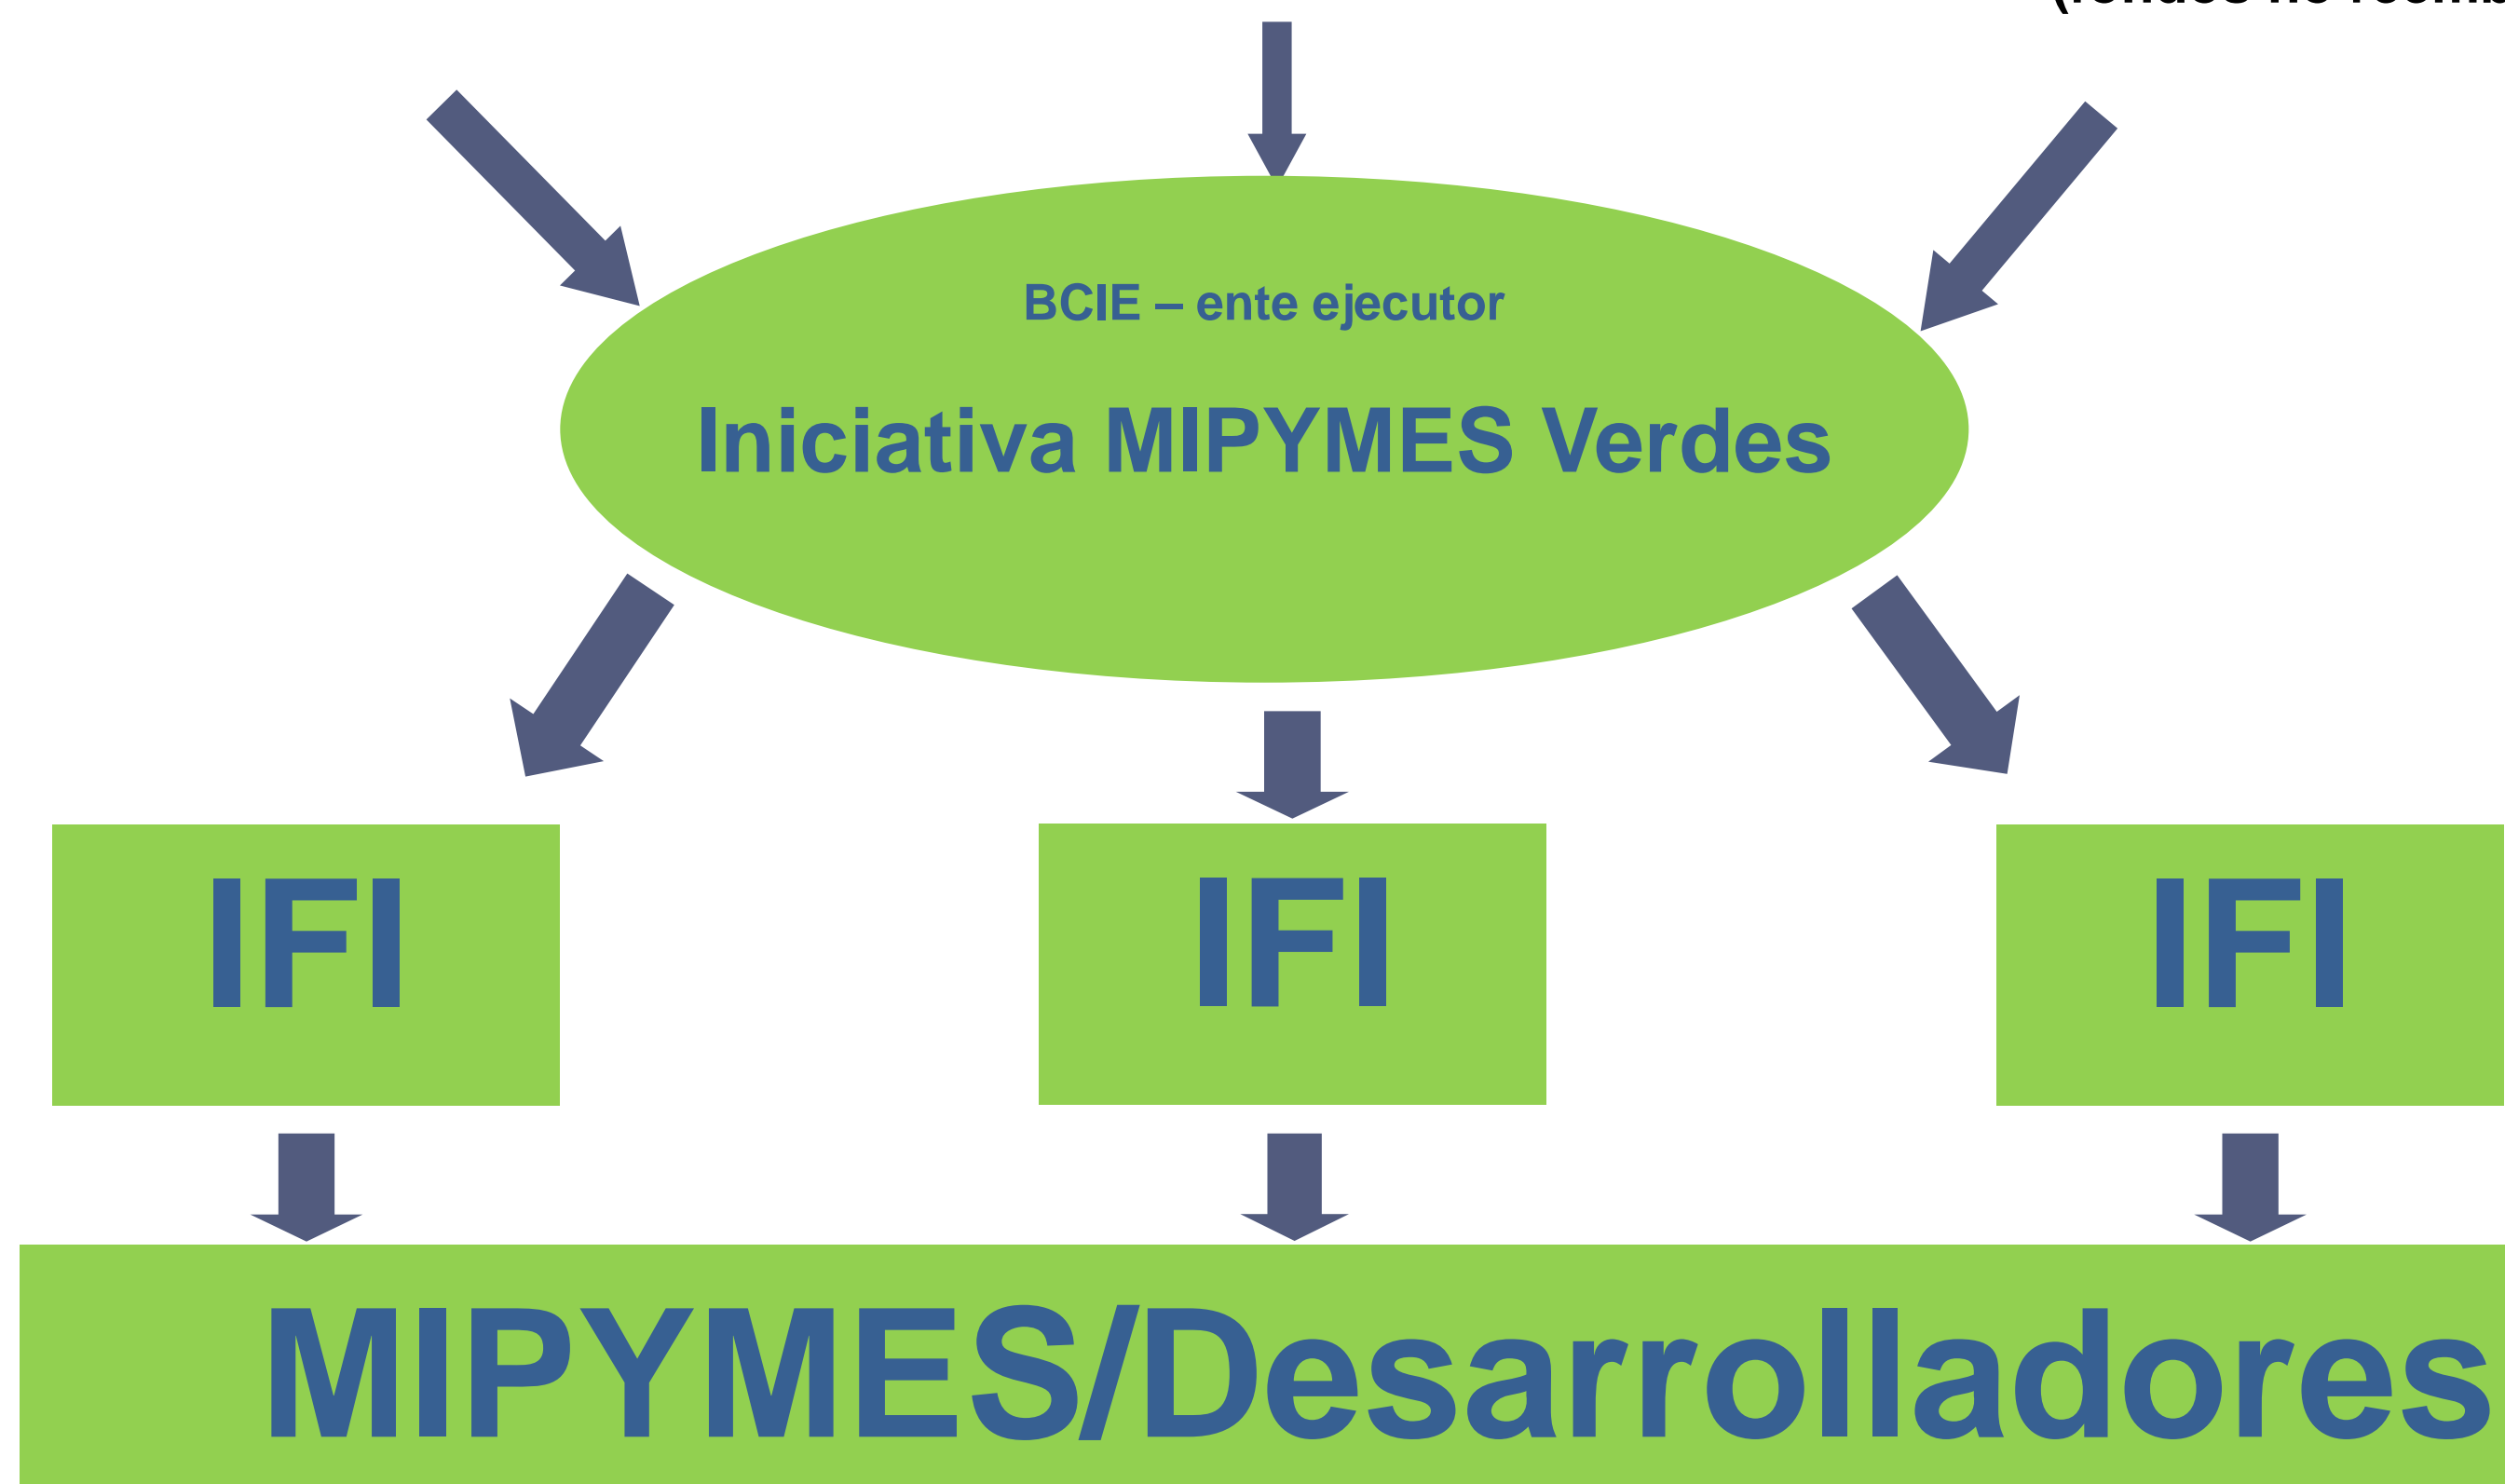 BCIE – ente ejecutor
Iniciativa MIPYMES Verdes
IFI
IFI
IFI
MIPYMES/Desarrolladores